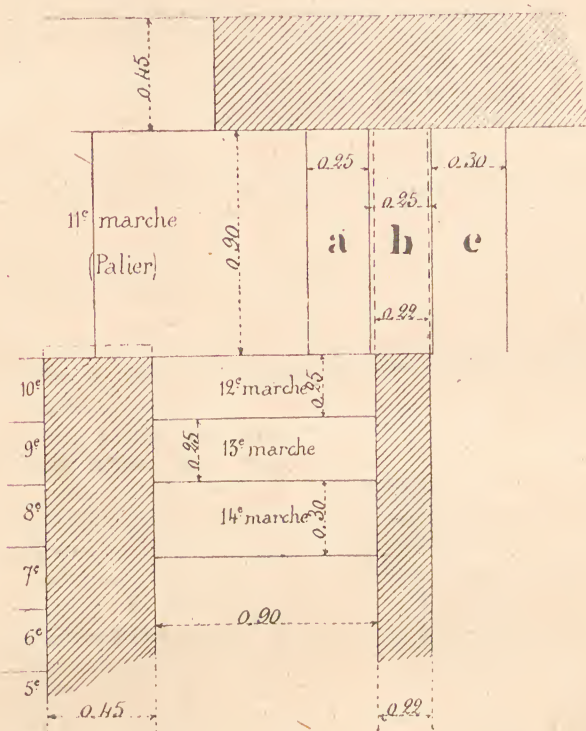 0.45
0.25
0.30
0.25
11e marche
(Palier)
0.90
a
b
c
0.22
10e
12e marche
0.25
9e
0.25
13e marche
8e
14e marche
0.30
7e
0.90
6e
5e
0.45
0.22